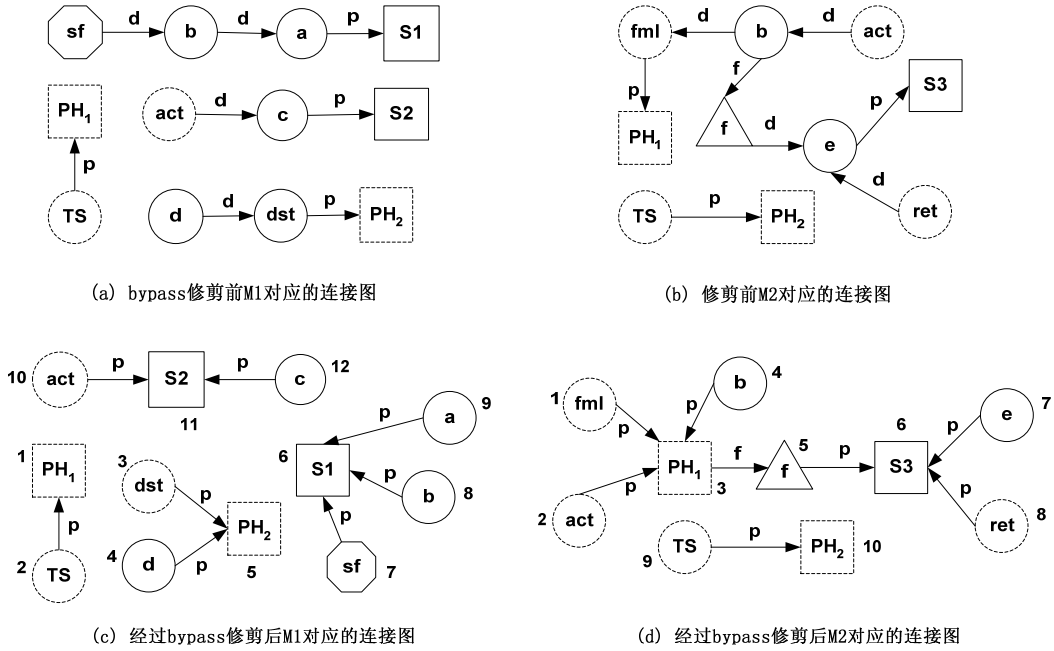 sf d b d a p S1
PH1 act d c p S2
p
TS d d dst p PH2
(a) bypass修剪前M1对应的连接图
fml d b d act
f
p S3
p
PH1 f d e
d
TS p PH2 ret
(b) 修剪前M2对应的连接图
10 act p S2 p c 12
11
a 9
p
1 PH1 3 dst 6 S1 p b 8
p p PH2 p
2 TS 4 d p 5 sf 7
(c) 经过bypass修剪后M1对应的连接图
1 fml b 4
p p
e 7
6
5
p
PH1 f f p S3
3
p p
2 act ret 8
9 TS p PH2 10
(d) 经过bypass修剪后M2对应的连接图